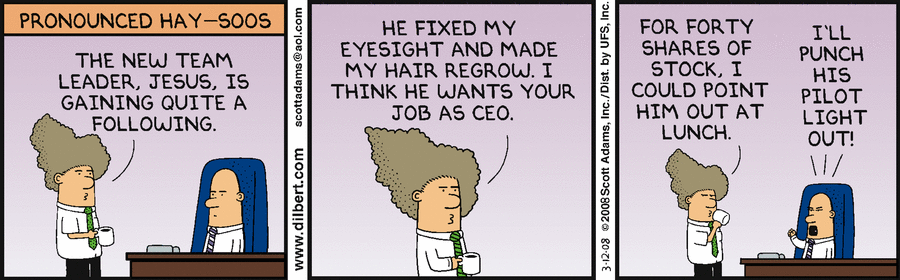 PRONOUNCED HAY-SOOS
THE NEW TEAM
LEADER, JESUS, IS
GAINING QUITE A
FOLLOWING.
www.dilbert.com scottadams@aol.com
HE FIXED MY
EYESIGHT AND MADE
MY HAIR REGROW. I
THINK HE WANTS YOUR
JOB AS CEO.
3-12-08 ©2008 Scott Adams, Inc./Dist. by UFS, Inc.
FOR FORTY
SHARES OF
STOCK, I
COULD POINT
HIM OUT AT
LUNCH.
I'LL
PUNCH
HIS
PILOT
LIGHT
OUT!